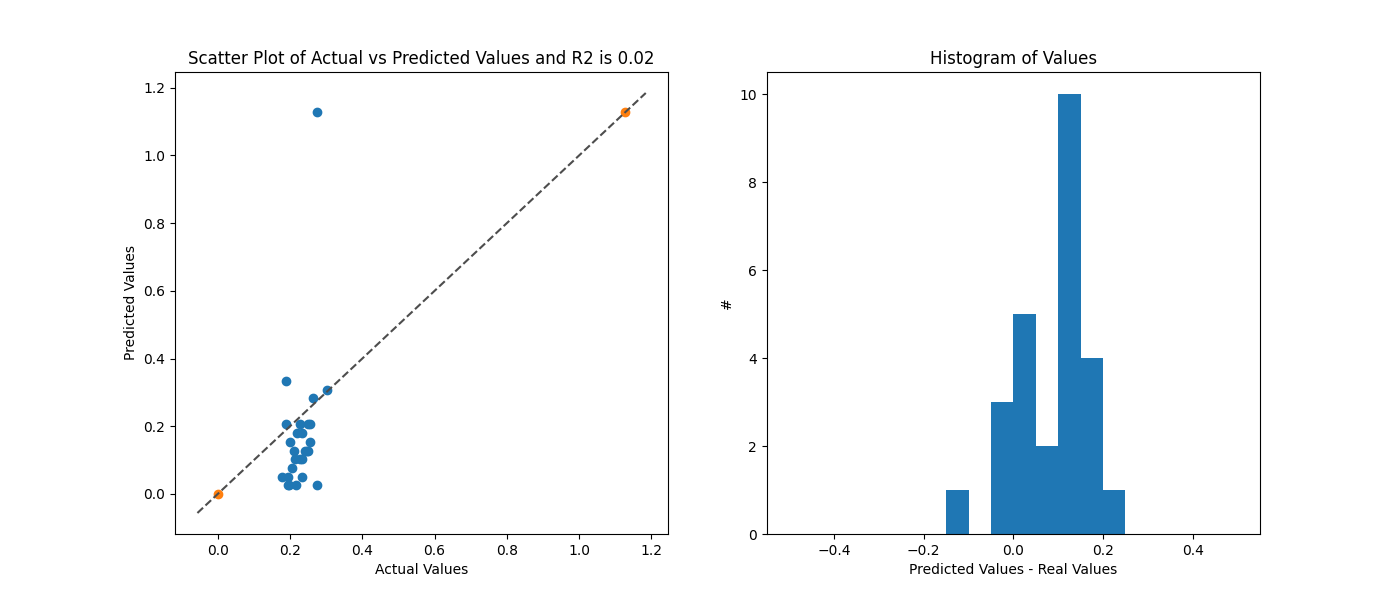 Scatter Plot of Actual vs Predicted Values and R2 is 0.02
1.2
1.0
0.8
0.6
0.4
0.2
0.0
Predicted Values
0.0 0.2 0.4 0.6 0.8 1.0 1.2
Actual Values
Histogram of Values
10
8
6
4
2
0
#
−0.4 −0.2 0.0 0.2 0.4
Predicted Values - Real Values